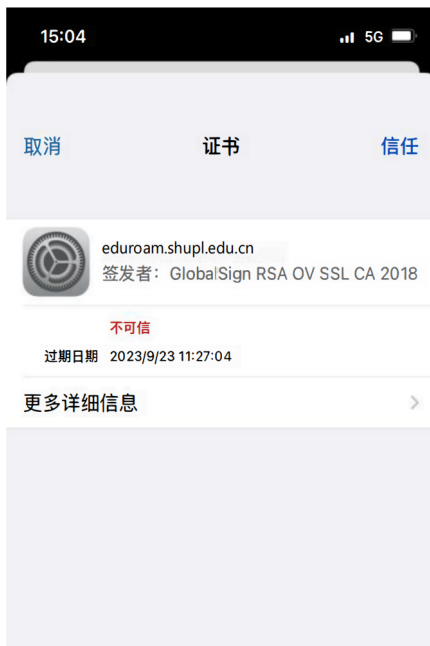 15:04 5G
取消 证书 信任
eduroam.shupl.edu.cn
签发者：GlobalSign RSA OV SSL CA 2018
不可信
过期日期 2023/9/23 11:27:04
更多详细信息